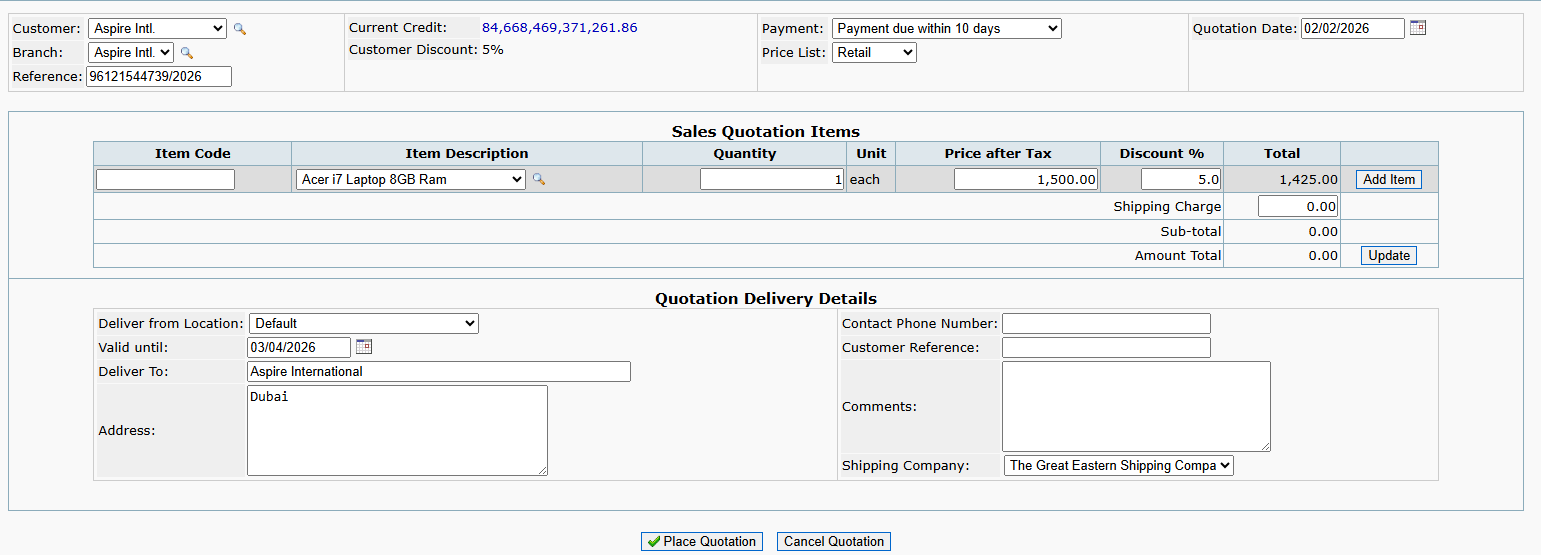 Customer: Aspire Intl. Current Credit: 84,668,469,371,261.86 Payment: Payment due within 10 days Quotation Date: 02/02/2026
Branch: Aspire Intl. Customer Discount: 5% Price List: Retail
Reference: 96121544739/2026
Sales Quotation Items
Item Code Item Description Quantity Unit Price after Tax Discount % Total
Acer i7 Laptop 8GB Ram 1 each 1,500.00 5.0 1,425.00 Add Item
Shipping Charge 0.00
Sub-total 0.00
Amount Total 0.00 Update
Quotation Delivery Details
Deliver from Location: Default Contact Phone Number:
Valid until: 03/04/2026 Customer Reference:
Deliver To: Aspire International
Address: Dubai Comments:
Shipping Company: The Great Eastern Shipping Compa
Place Quotation Cancel Quotation